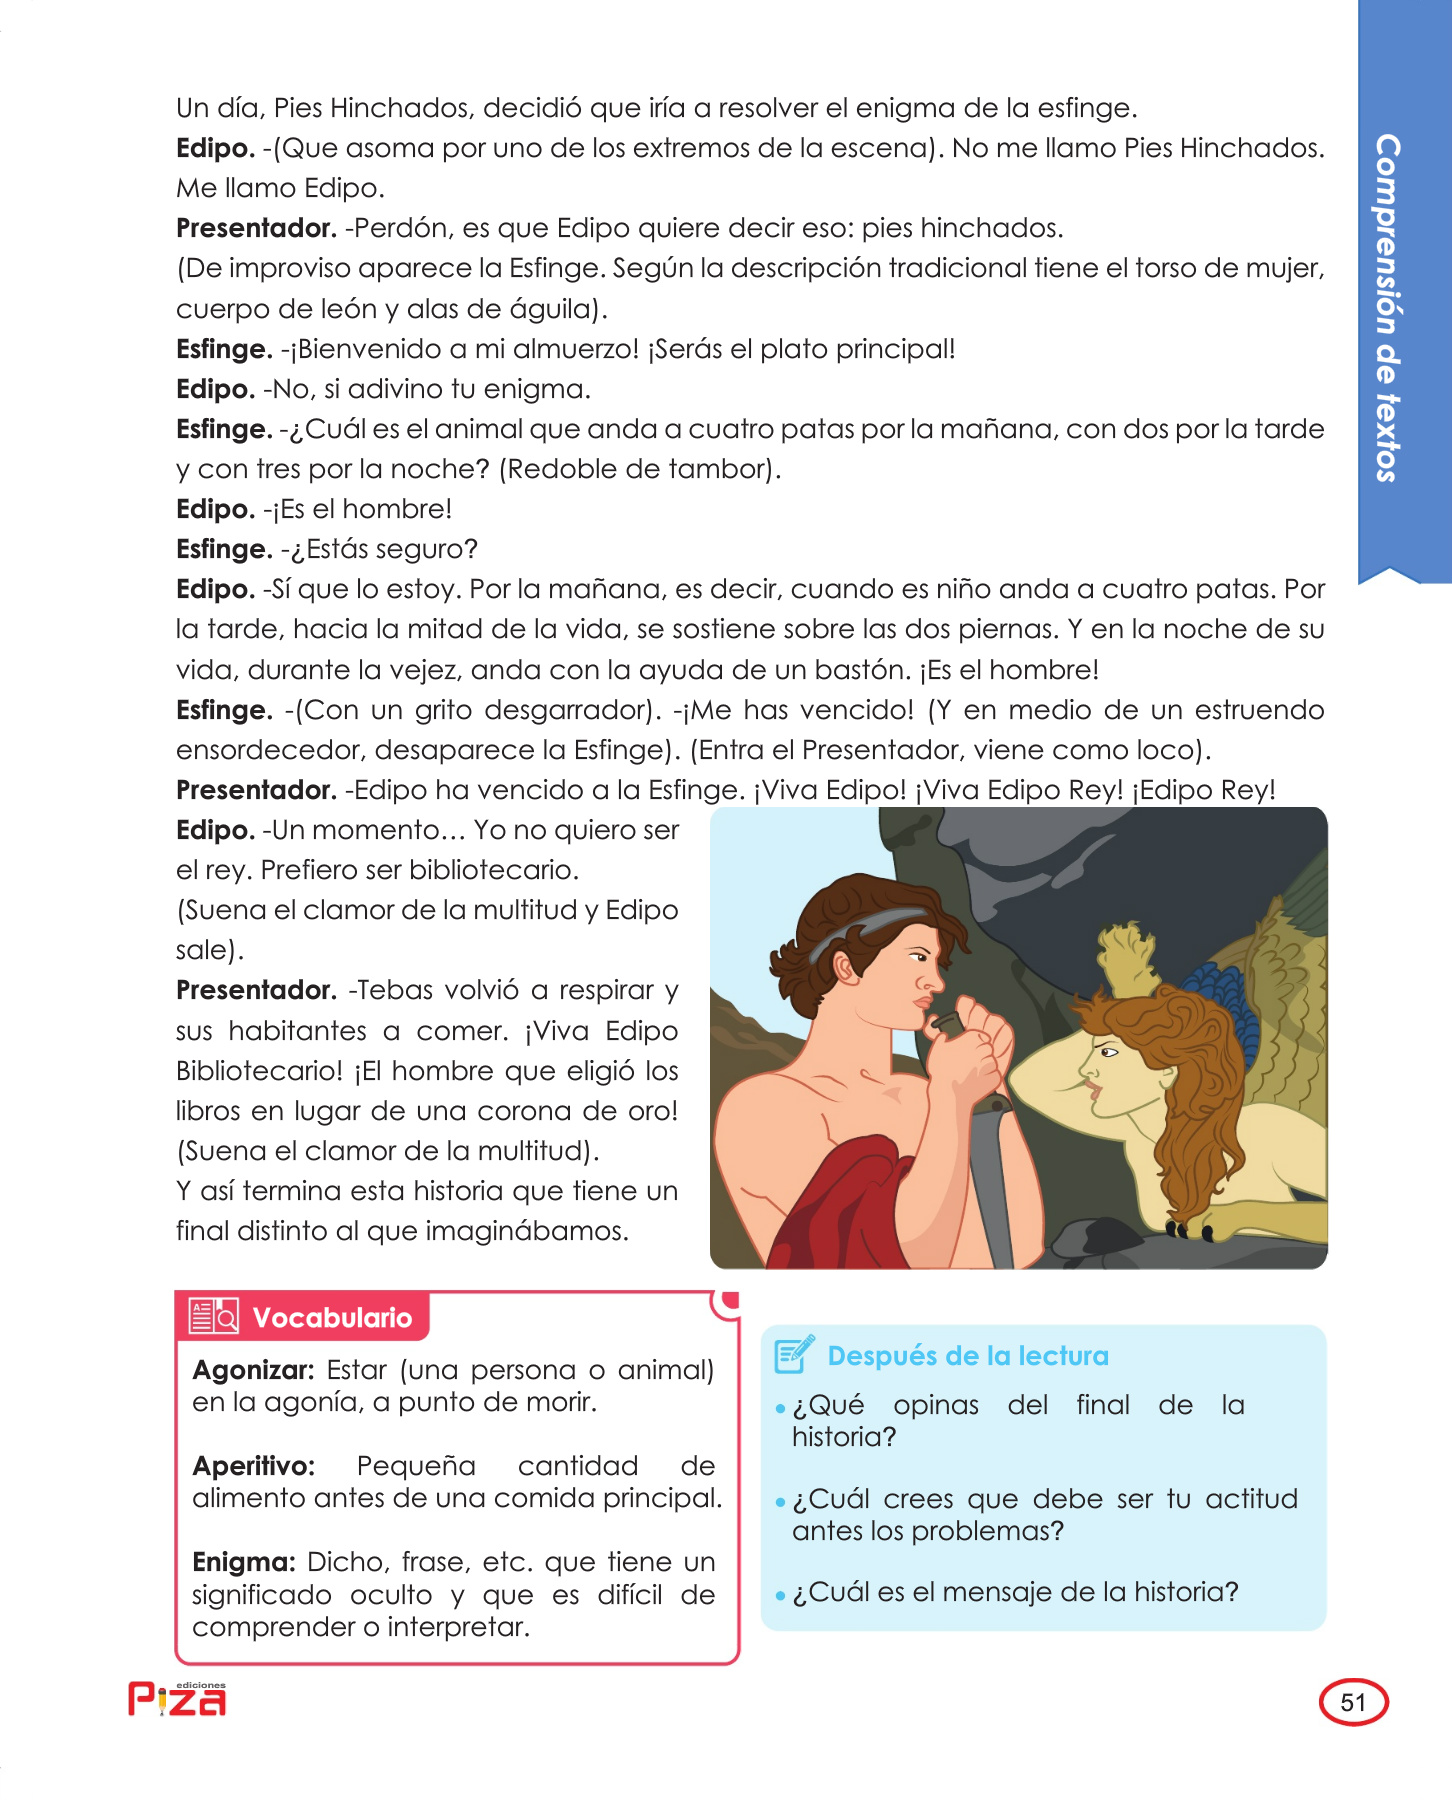 Un día, Pies Hinchados, decidió que iría a resolver el enigma de la esfinge.
Edipo. -(Que asoma por uno de los extremos de la escena). No me llamo Pies Hinchados.
Me llamo Edipo.
Presentador. -Perdón, es que Edipo quiere decir eso: pies hinchados.
(De improviso aparece la Esfinge. Según la descripción tradicional tiene el torso de mujer,
cuerpo de león y alas de águila).
Esfinge. -¡Bienvenido a mi almuerzo! ¡Serás el plato principal!
Edipo. -No, si adivino tu enigma.
Esfinge. -¿Cuál es el animal que anda a cuatro patas por la mañana, con dos por la tarde
y con tres por la noche? (Redoble de tambor).
Edipo. -¡Es el hombre!
Esfinge. -¿Estás seguro?
Edipo. -Sí que lo estoy. Por la mañana, es decir, cuando es niño anda a cuatro patas. Por
la tarde, hacia la mitad de la vida, se sostiene sobre las dos piernas. Y en la noche de su
vida, durante la vejez, anda con la ayuda de un bastón. ¡Es el hombre!
Esfinge. -(Con un grito desgarrador). -¡Me has vencido! (Y en medio de un estruendo
ensordecedor, desaparece la Esfinge). (Entra el Presentador, viene como loco).
Presentador. -Edipo ha vencido a la Esfinge. ¡Viva Edipo! ¡Viva Edipo Rey! ¡Edipo Rey!
Edipo. -Un momento… Yo no quiero ser
el rey. Prefiero ser bibliotecario.
(Suena el clamor de la multitud y Edipo
sale).
Presentador. -Tebas volvió a respirar y
sus habitantes a comer. ¡Viva Edipo
Bibliotecario! ¡El hombre que eligió los
libros en lugar de una corona de oro!
(Suena el clamor de la multitud).
Y así termina esta historia que tiene un
final distinto al que imaginábamos.
Comprensión de textos
Vocabulario
Agonizar: Estar (una persona o animal)
en la agonía, a punto de morir.
Aperitivo: Pequeña cantidad de
alimento antes de una comida principal.
Enigma: Dicho, frase, etc. que tiene un
significado oculto y que es difícil de
comprender o interpretar.
Después de la lectura
• ¿Qué opinas del final de la
historia?
• ¿Cuál crees que debe ser tu actitud
antes los problemas?
• ¿Cuál es el mensaje de la historia?
ediciones
Piza
51